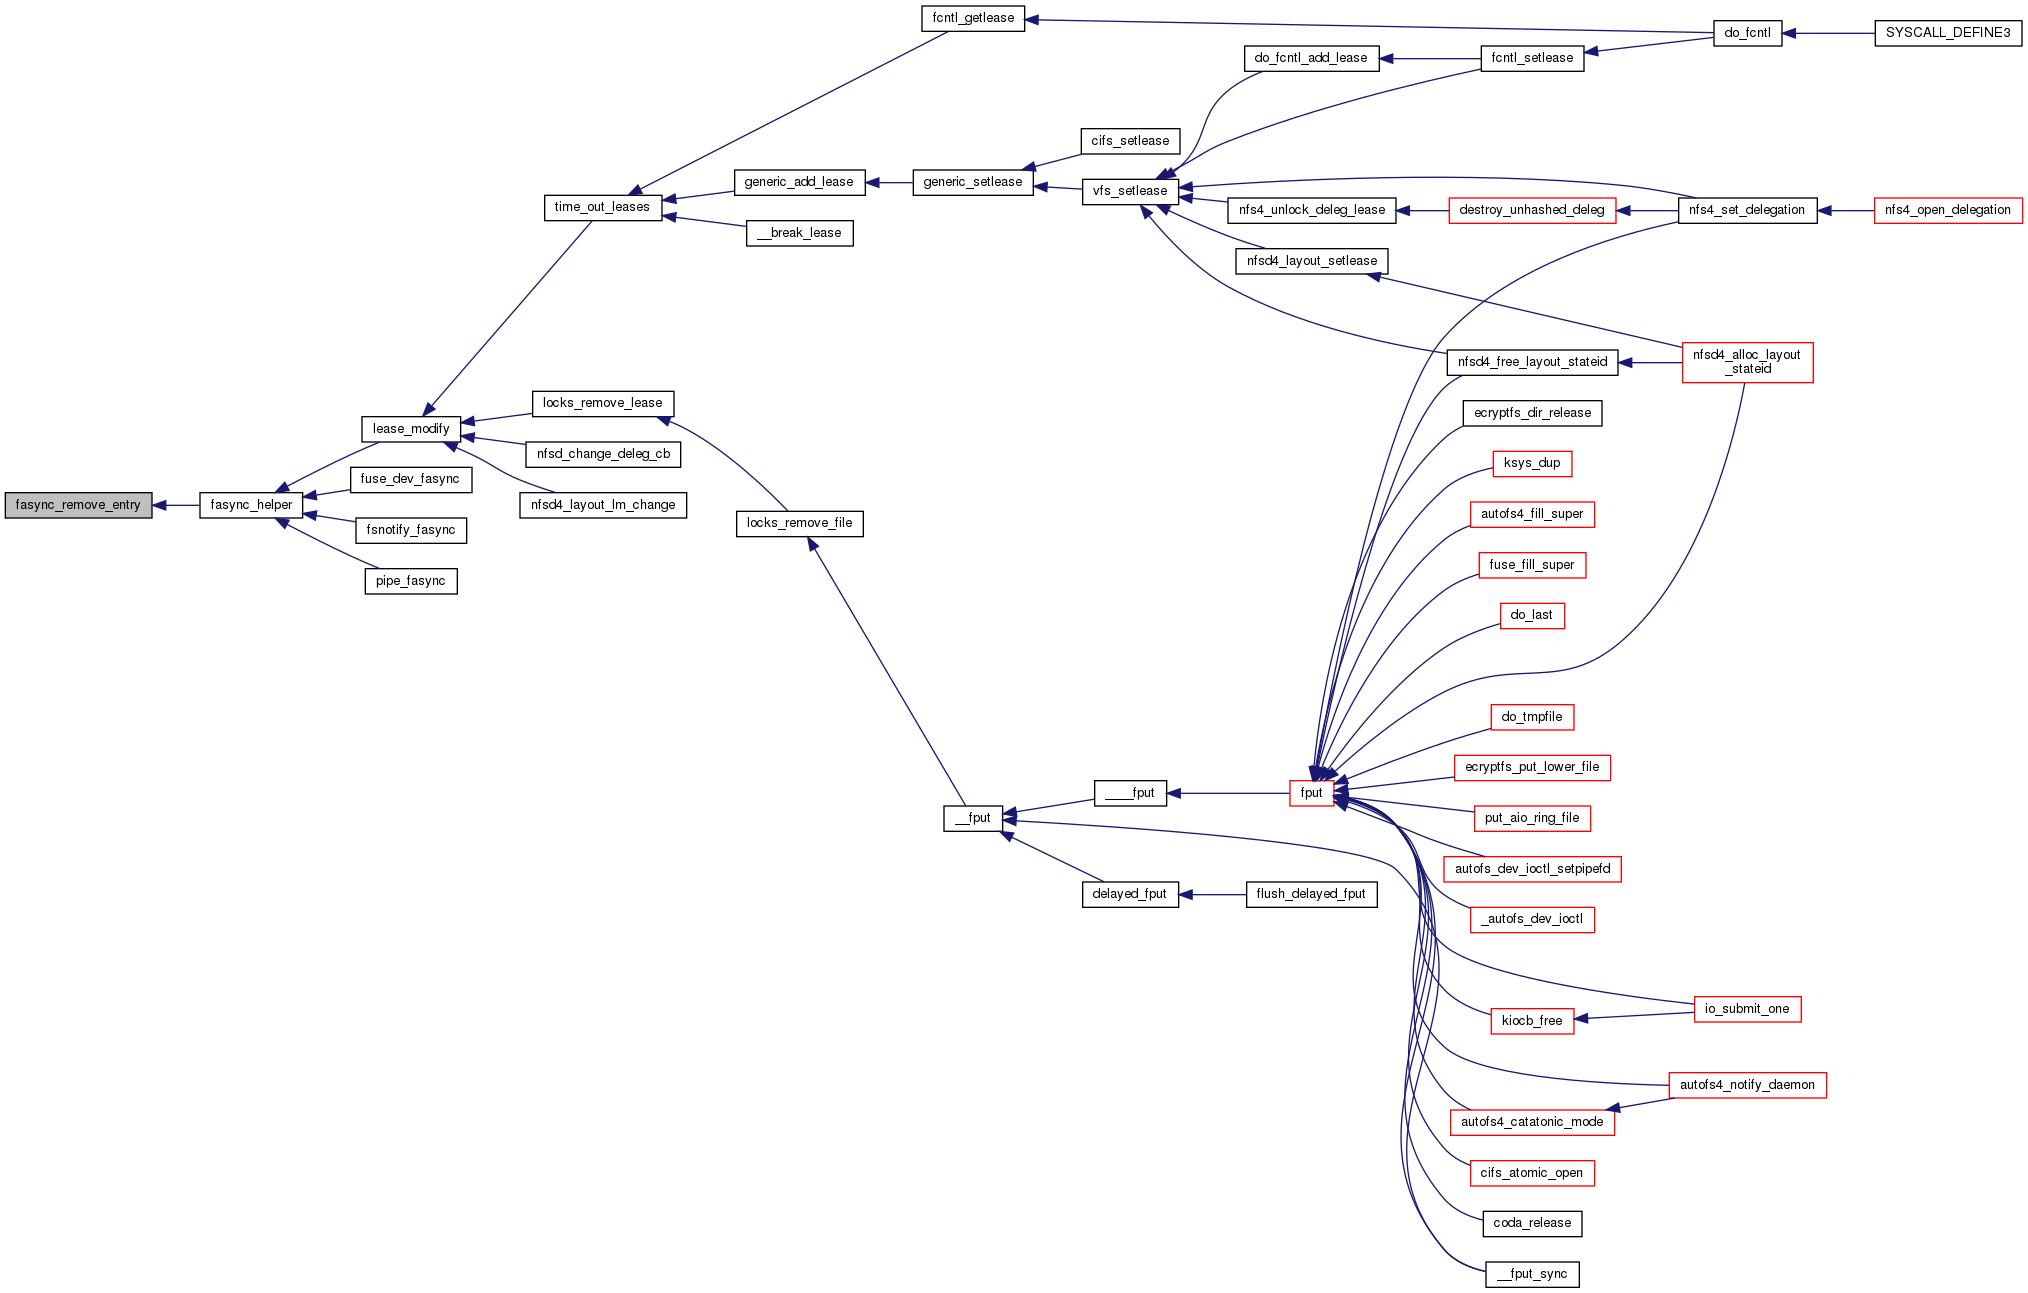 fasync_remove_entry
fasync_helper
lease_modify
fuse_dev_fasync
fsnotify_fasync
pipe_fasync
time_out_leases
locks_remove_lease
nfsd_change_deleg_cb
nfsd4_layout_lm_change
fcntl_getlease
generic_add_lease
__break_lease
locks_remove_file
generic_setlease
cifs_setlease
vfs_setlease
do_fcntl_add_lease
fcntl_setlease
do_fcntl
SYSCALL_DEFINE3
nfs4_unlock_deleg_lease
destroy_unhashed_deleg
nfs4_set_delegation
nfs4_open_delegation
nfsd4_layout_setlease
nfsd4_free_layout_stateid
nfsd4_alloc_layout
_stateid
__fput
____fput
delayed_fput
flush_delayed_fput
fput
ecryptfs_dir_release
ksys_dup
autofs4_fill_super
fuse_fill_super
do_last
do_tmpfile
ecryptfs_put_lower_file
put_aio_ring_file
autofs_dev_ioctl_setpipefd
_autofs_dev_ioctl
io_submit_one
kiocb_free
autofs4_notify_daemon
autofs4_catatonic_mode
cifs_atomic_open
coda_release
__fput_sync